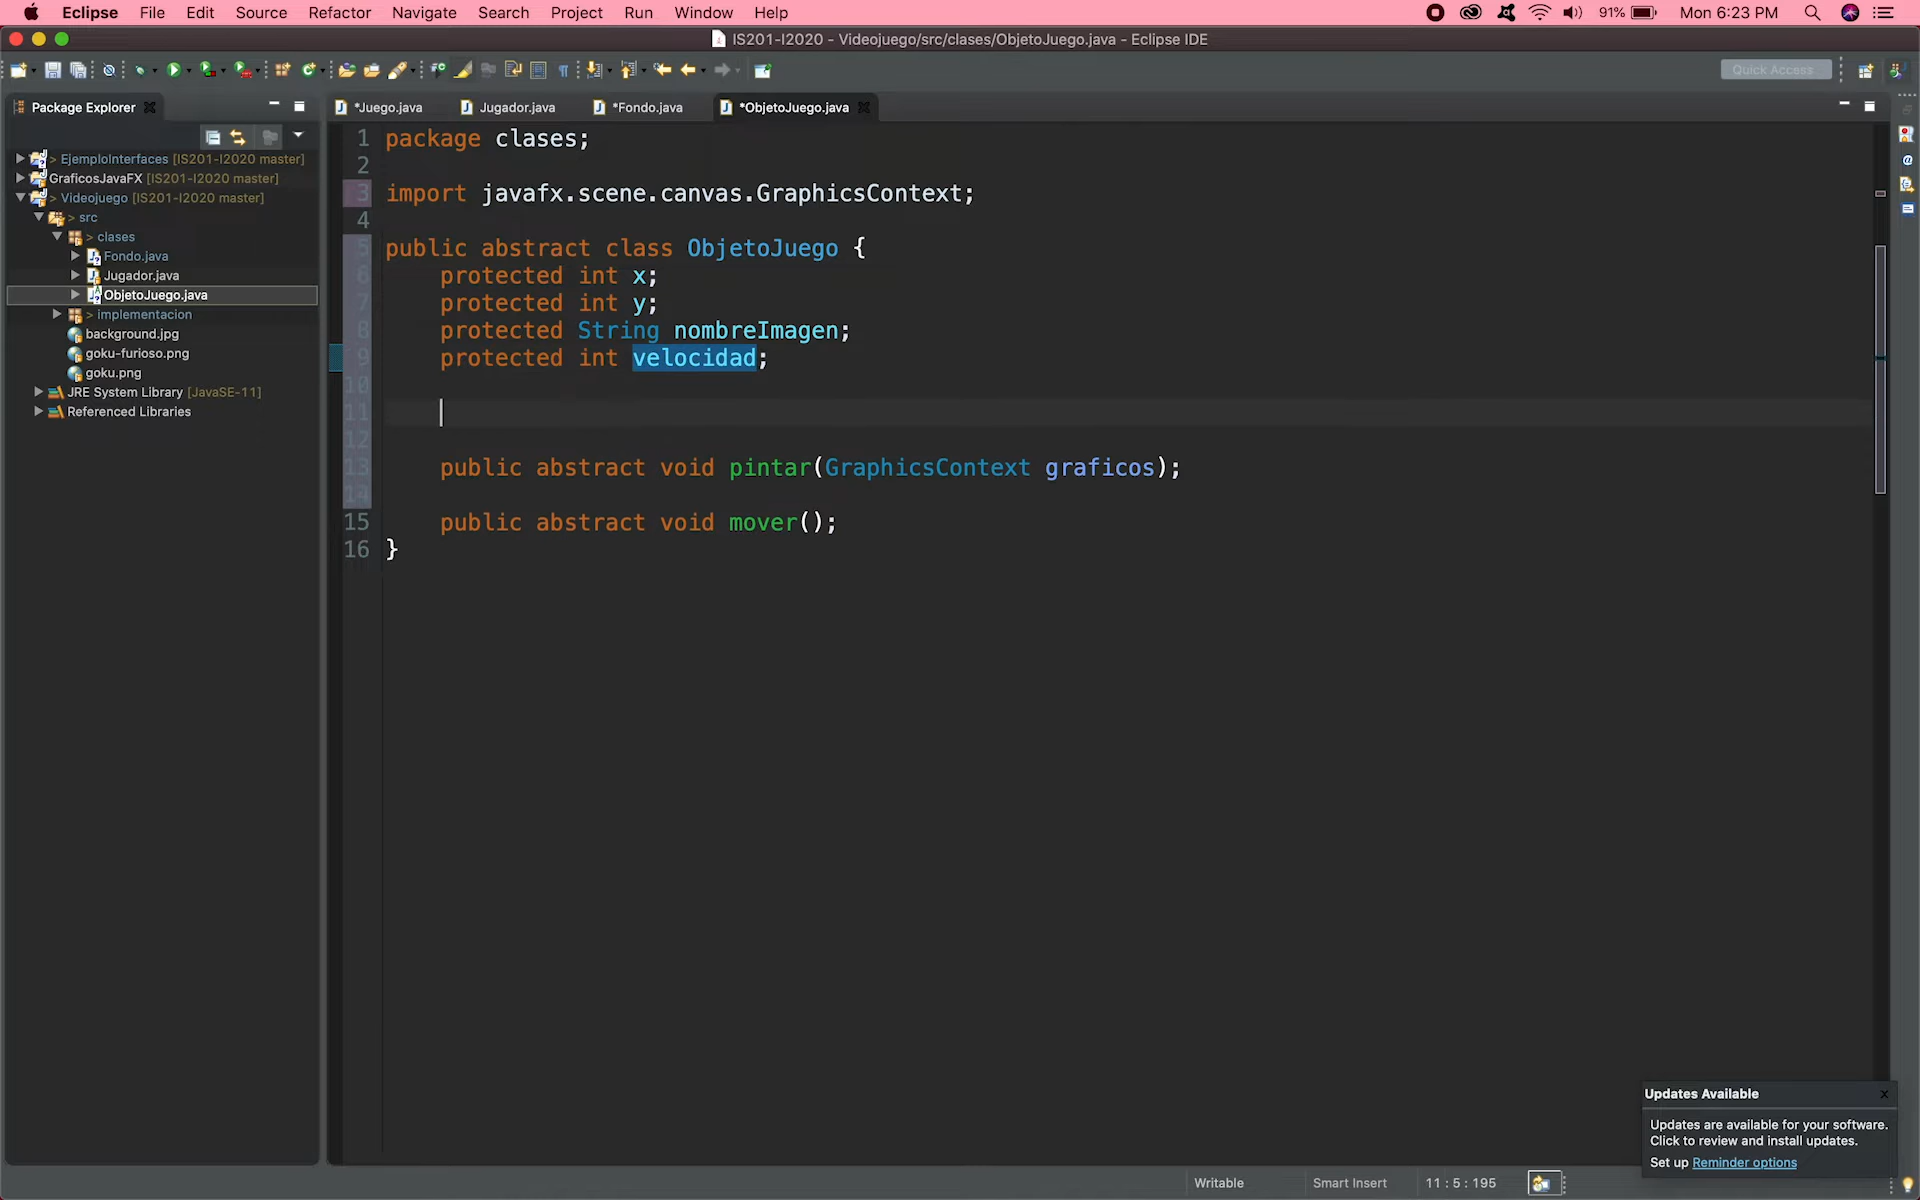 Eclipse File Edit Source Refactor Navigate Search Project Run Window Help 91% Mon 6:23 PM
IS201-I2020 - Videojuego/src/clases/ObjetoJuego.java - Eclipse IDE
Quick Access
Package Explorer
*Juego.java Jugador.java *Fondo.java *ObjetoJuego.java
> EjemploInterfaces [IS201-I2020 master]
GraficosJavaFX [IS201-I2020 master]
> Videojuego [IS201-I2020 master]
> src
> clases
Fondo.java
Jugador.java
ObjetoJuego.java
> implementacion
background.jpg
goku-furioso.png
goku.png
JRE System Library [JavaSE-11]
Referenced Libraries
1 package clases;
2
3 import javafx.scene.canvas.GraphicsContext;
4
5 public abstract class ObjetoJuego {
6 protected int x;
7 protected int y;
8 protected String nombreImagen;
9 protected int velocidad;
10
11
12
13 public abstract void pintar(GraphicsContext graficos);
14
15 public abstract void mover();
16 }
Updates Available x
Updates are available for your software.
Click to review and install updates.
Set up Reminder options
Writable Smart Insert 11 : 5 : 195